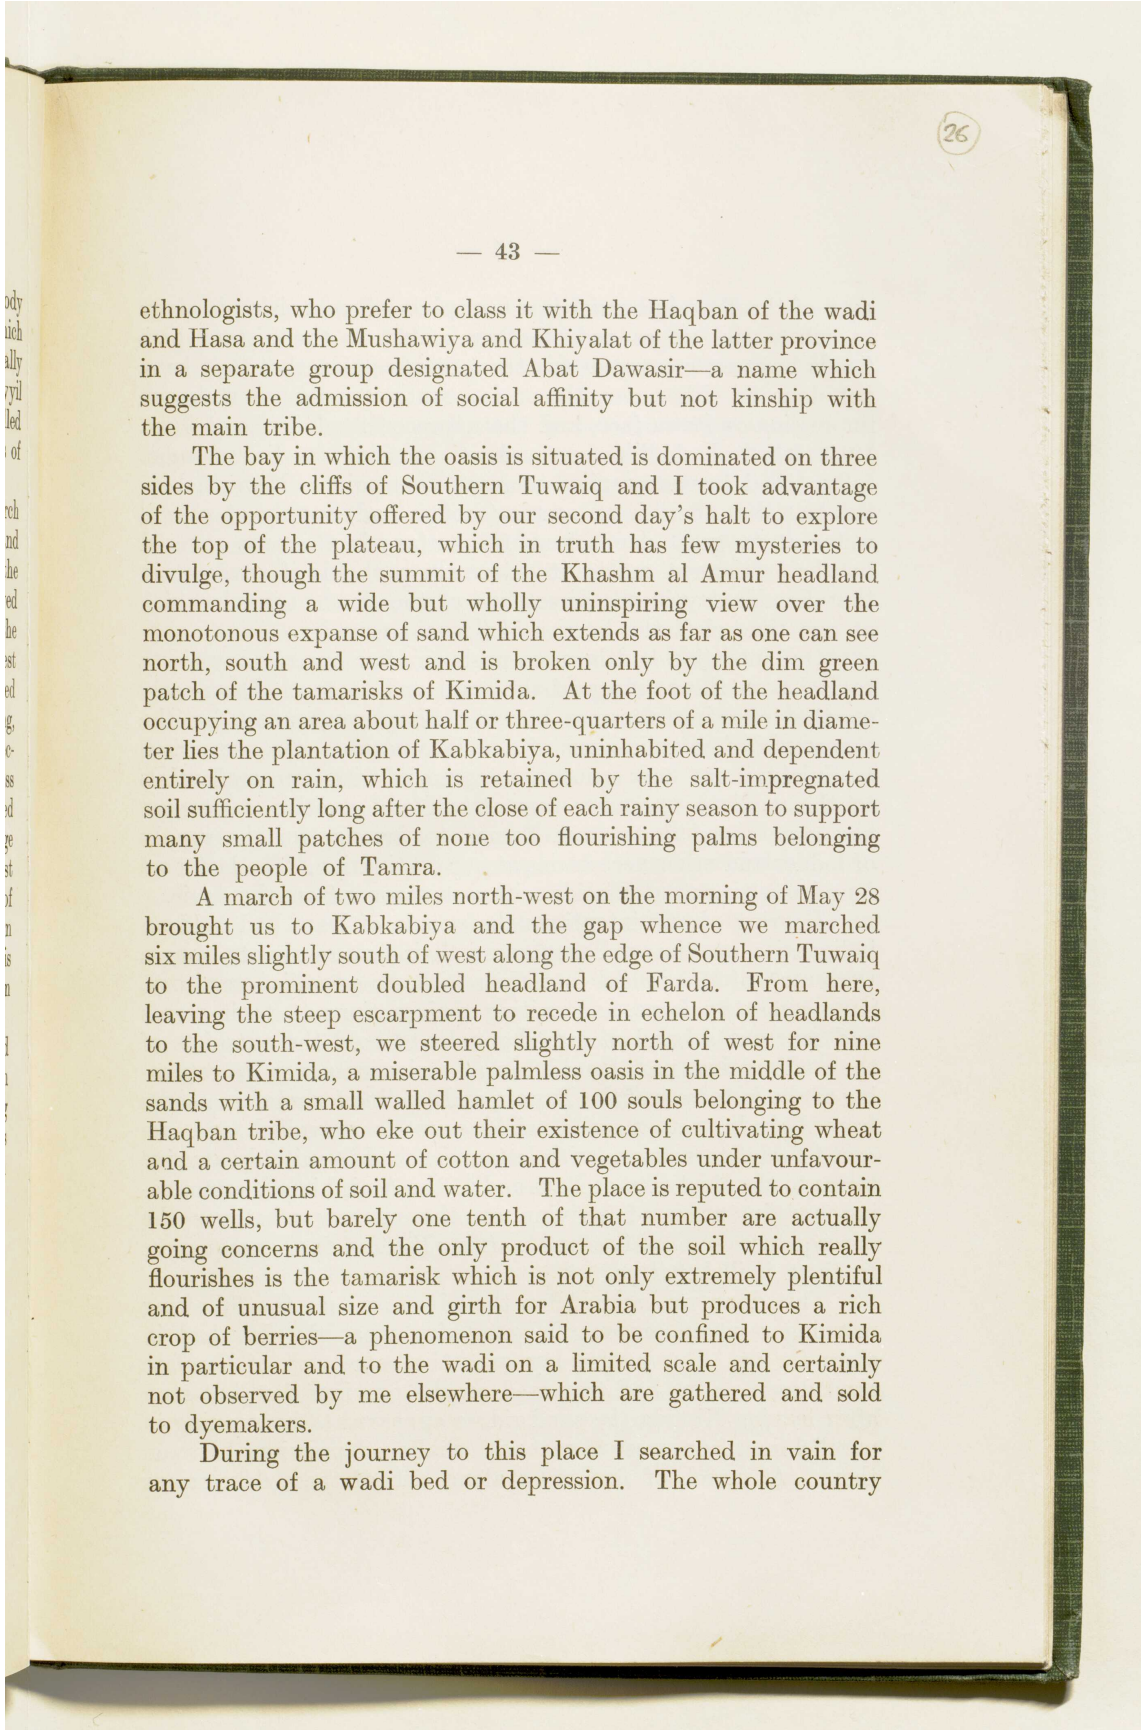 26
— 43 —
ethnologists, who prefer to class it with the Haqban of the wadi
and Hasa and the Mushawiya and Khiyalat of the latter province
in a separate group designated Abat Dawasir—a name which
suggests the admission of social affinity but not kinship with
the main tribe.
The bay in which the oasis is situated is dominated on three
sides by the cliffs of Southern Tuwaiq and I took advantage
of the opportunity offered by our second day's halt to explore
the top of the plateau, which in truth has few mysteries to
divulge, though the summit of the Khashm al Amur headland
commanding a wide but wholly uninspiring view over the
monotonous expanse of sand which extends as far as one can see
north, south and west and is broken only by the dim green
patch of the tamarisks of Kimida. At the foot of the headland
occupying an area about half or three-quarters of a mile in diame-
ter lies the plantation of Kabkabiya, uninhabited and dependent
entirely on rain, which is retained by the salt-impregnated
soil sufficiently long after the close of each rainy season to support
many small patches of none too flourishing palms belonging
to the people of Tamra.
A march of two miles north-west on the morning of May 28
brought us to Kabkabiya and the gap whence we marched
six miles slightly south of west along the edge of Southern Tuwaiq
to the prominent doubled headland of Farda. From here,
leaving the steep escarpment to recede in echelon of headlands
to the south-west, we steered slightly north of west for nine
miles to Kimida, a miserable palmless oasis in the middle of the
sands with a small walled hamlet of 100 souls belonging to the
Haqban tribe, who eke out their existence of cultivating wheat
and a certain amount of cotton and vegetables under unfavour-
able conditions of soil and water. The place is reputed to contain
150 wells, but barely one tenth of that number are actually
going concerns and the only product of the soil which really
flourishes is the tamarisk which is not only extremely plentiful
and of unusual size and girth for Arabia but produces a rich
crop of berries—a phenomenon said to be confined to Kimida
in particular and to the wadi on a limited scale and certainly
not observed by me elsewhere—which are gathered and sold
to dyemakers.
During the journey to this place I searched in vain for
any trace of a wadi bed or depression. The whole country